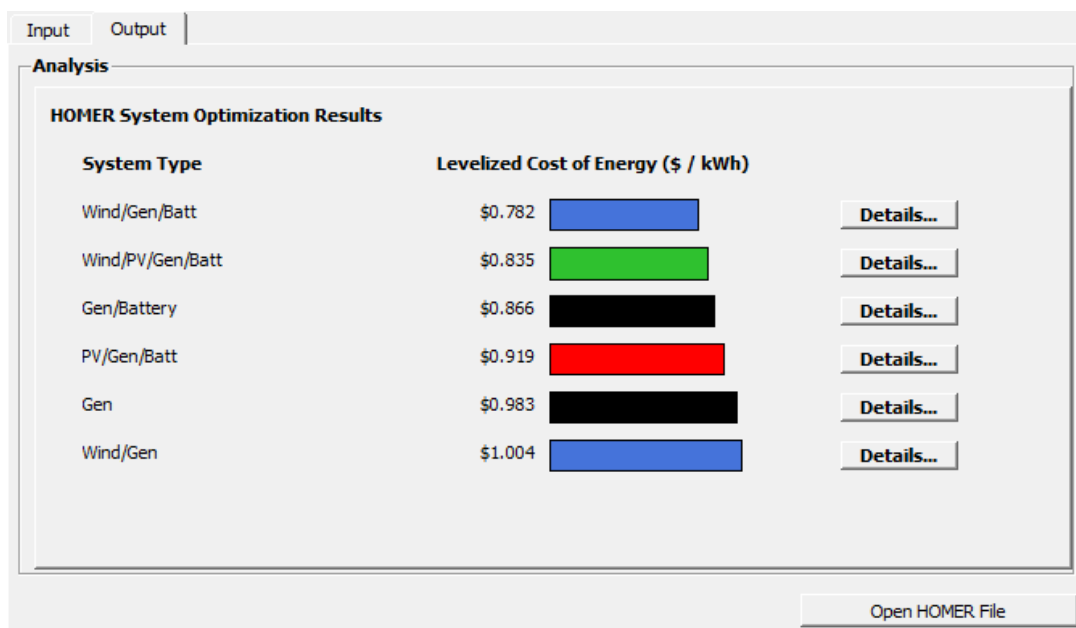 Input Output
Analysis
HOMER System Optimization Results
System Type Levelized Cost of Energy ($ / kWh)
Wind/Gen/Batt $0.782 Details...
Wind/PV/Gen/Batt $0.835 Details...
Gen/Battery $0.866 Details...
PV/Gen/Batt $0.919 Details...
Gen $0.983 Details...
Wind/Gen $1.004 Details...
Open HOMER File